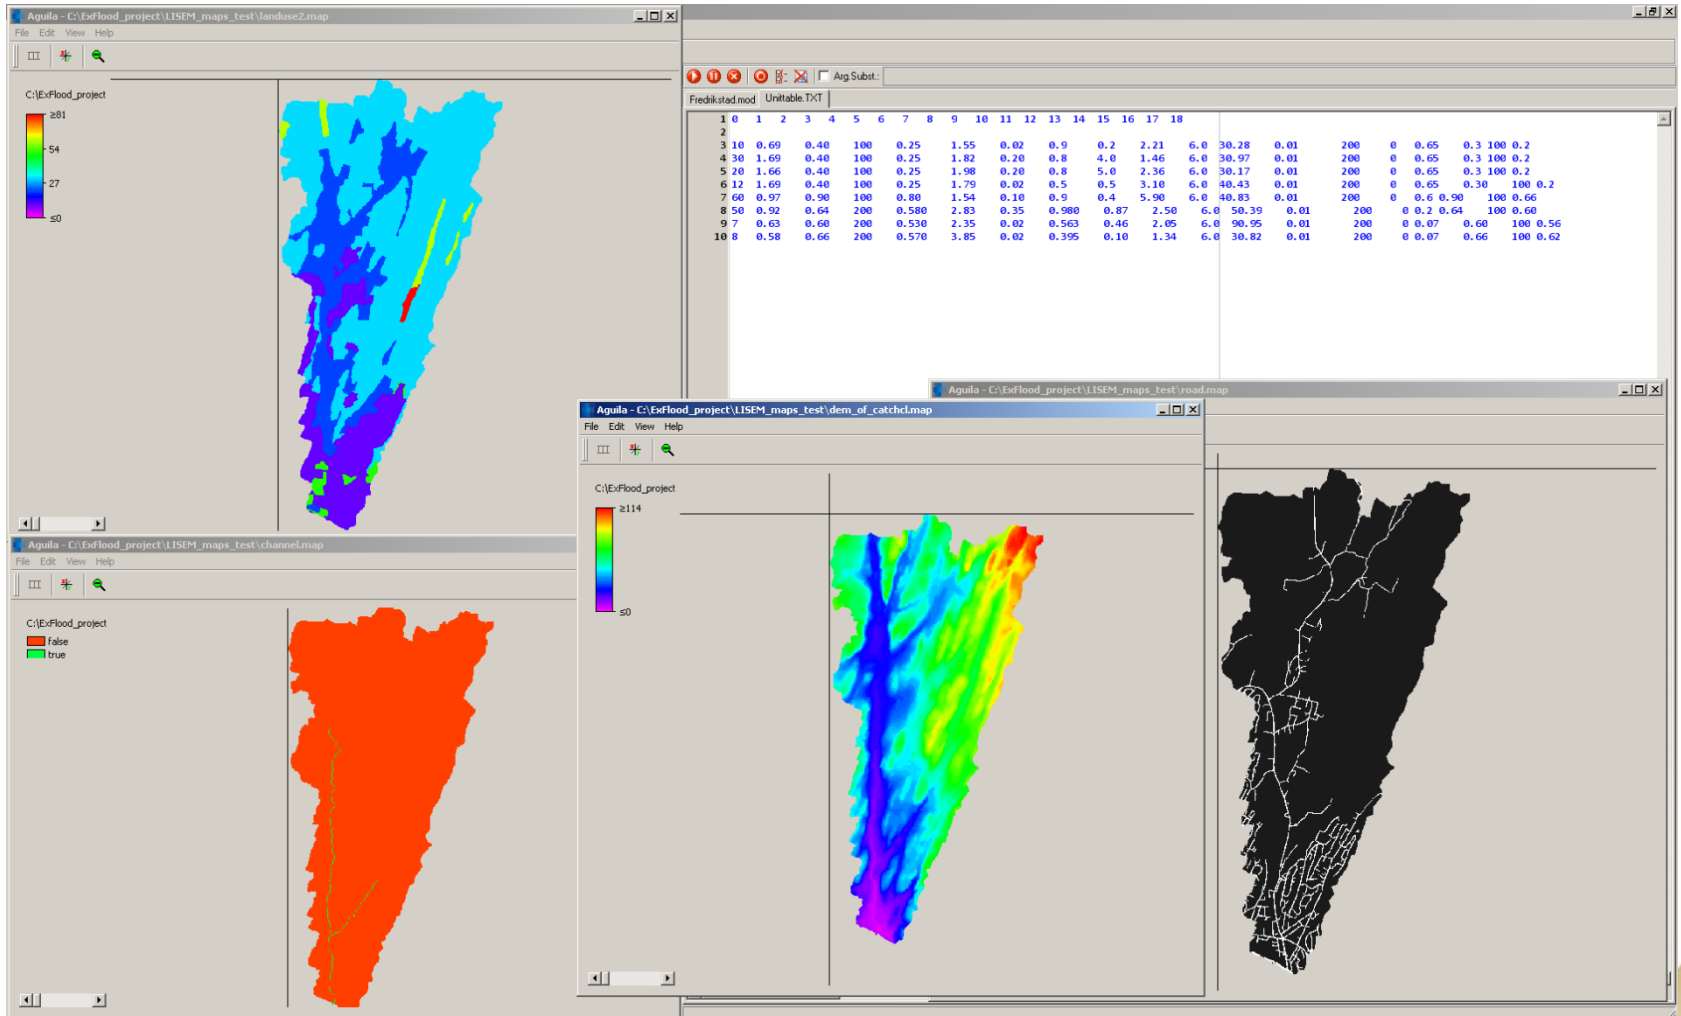 Aguila - C:\ExFlood_project\LISEM_maps_test\landuse2.map
File Edit View Help
C:\ExFlood_project
≥81
54
27
≤0
Arg.Subst.:
Fredrikstad.mod Unittable.TXT
1 0 1 2 3 4 5 6 7 8 9 10 11 12 13 14 15 16 17 18
2
3 10 0.69 0.40 100 0.25 1.55 0.02 0.9 0.2 2.21 6.0 30.28 0.01 200 0 0.65 0.3 100 0.2
4 30 1.69 0.40 100 0.25 1.82 0.20 0.8 4.0 1.46 6.0 30.97 0.01 200 0 0.65 0.3 100 0.2
5 20 1.66 0.40 100 0.25 1.98 0.20 0.8 5.0 2.36 6.0 30.17 0.01 200 0 0.65 0.3 100 0.2
6 12 1.69 0.40 100 0.25 1.79 0.02 0.5 0.5 3.10 6.0 40.43 0.01 200 0 0.65 0.30 100 0.2
7 60 0.97 0.90 100 0.80 1.54 0.10 0.9 0.4 5.90 6.0 40.83 0.01 200 0 0.6 0.90 100 0.66
8 50 0.92 0.64 200 0.580 2.83 0.35 0.980 0.87 2.50 6.0 50.39 0.01 200 0 0.2 0.64 100 0.60
9 7 0.63 0.60 200 0.530 2.35 0.02 0.563 0.46 2.05 6.0 90.95 0.01 200 0 0.07 0.60 100 0.56
10 8 0.58 0.66 200 0.570 3.85 0.02 0.395 0.10 1.34 6.0 30.82 0.01 200 0 0.07 0.66 100 0.62
Aguila - C:\ExFlood_project\LISEM_maps_test\road.map
Aguila - C:\ExFlood_project\LISEM_maps_test\dem_of_catchcl.map
File Edit View Help
C:\ExFlood_project
≥114
≤0
Aguila - C:\ExFlood_project\LISEM_maps_test\channel.map
File Edit View Help
C:\ExFlood_project
false
true